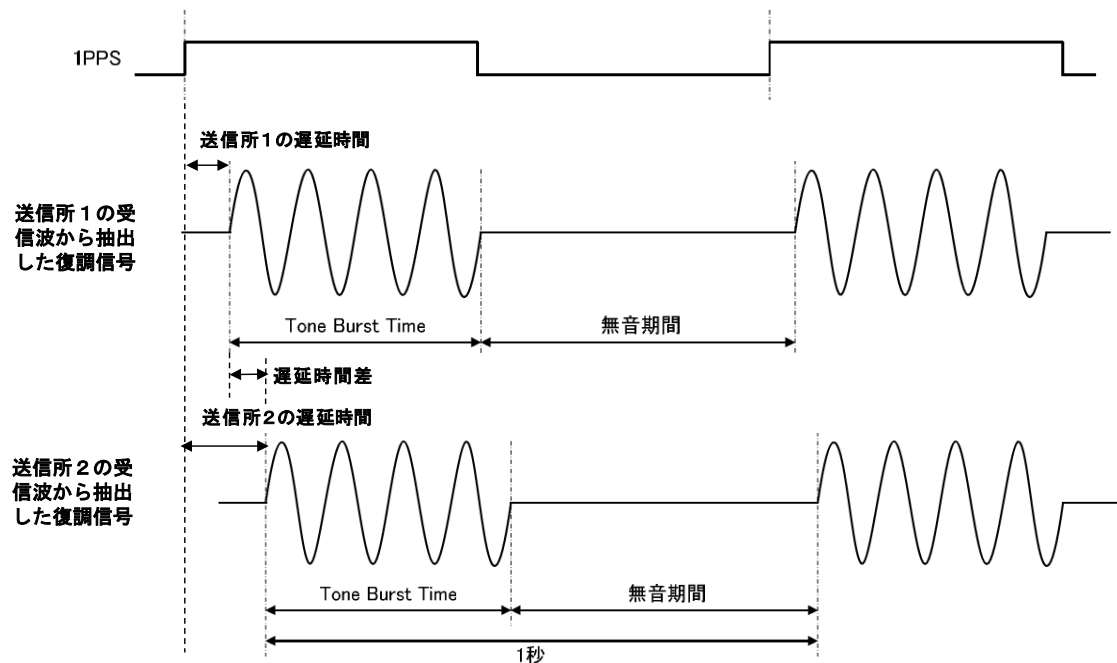 1PPS
送信所１の遅延時間
送信所１の受
信波から抽出
した復調信号
Tone Burst Time
無音期間
遅延時間差
送信所２の遅延時間
送信所２の受
信波から抽出
した復調信号
Tone Burst Time
無音期間
1秒